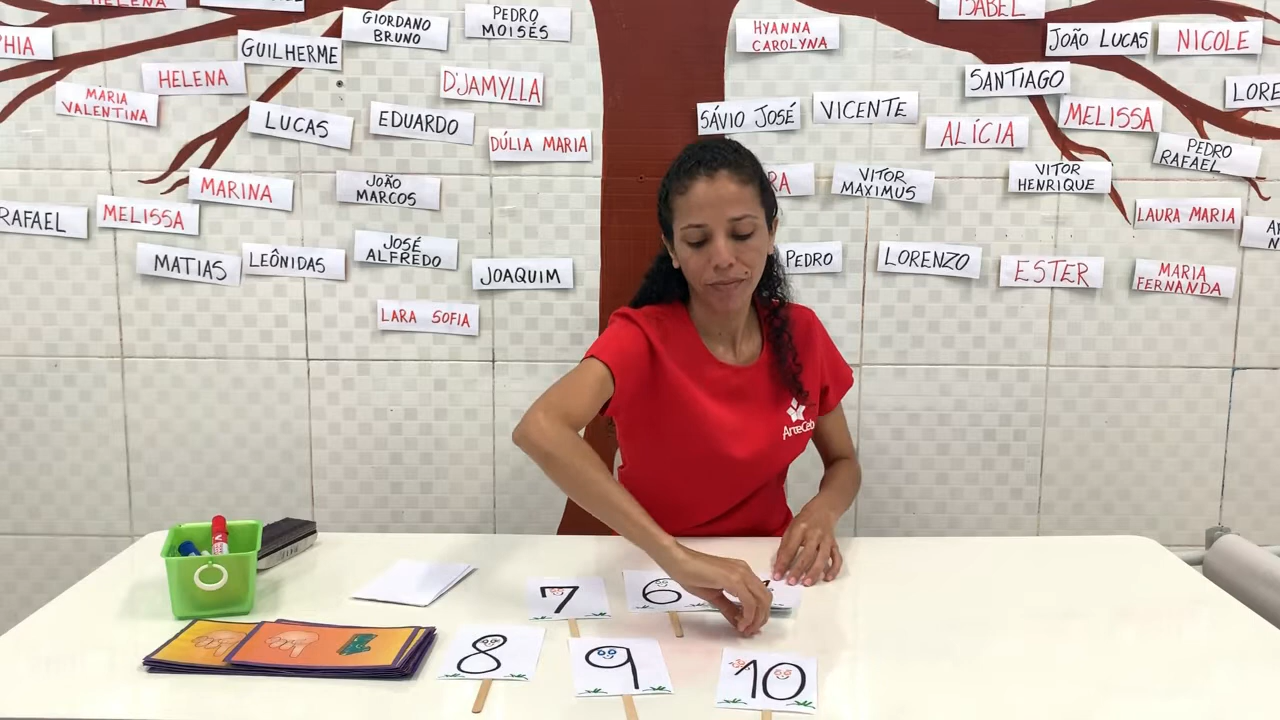 HELENA
GIORDANO
BRUNO
PEDRO
MOISÉS
GUILHERME
HELENA
MARIA
VALENTINA
D'JAMYLLA
LUCAS
EDUARDO
DÚLIA MARIA
MARINA
JOÃO
MARCOS
RAFAEL
MELISSA
MATIAS
LEÔNIDAS
JOSÉ
ALFREDO
JOAQUIM
LARA SOFIA
ISABEL
HYANNA
CAROLYNA
JOÃO LUCAS
NICOLE
SANTIAGO
SÁVIO JOSÉ
VICENTE
MELISSA
ALÍCIA
PEDRO
RAFAEL
VITOR
MÁXIMUS
VITOR
HENRIQUE
LAURA MARIA
PEDRO
LORENZO
ESTER
MARIA
FERNANDA
7
6
8
9
10